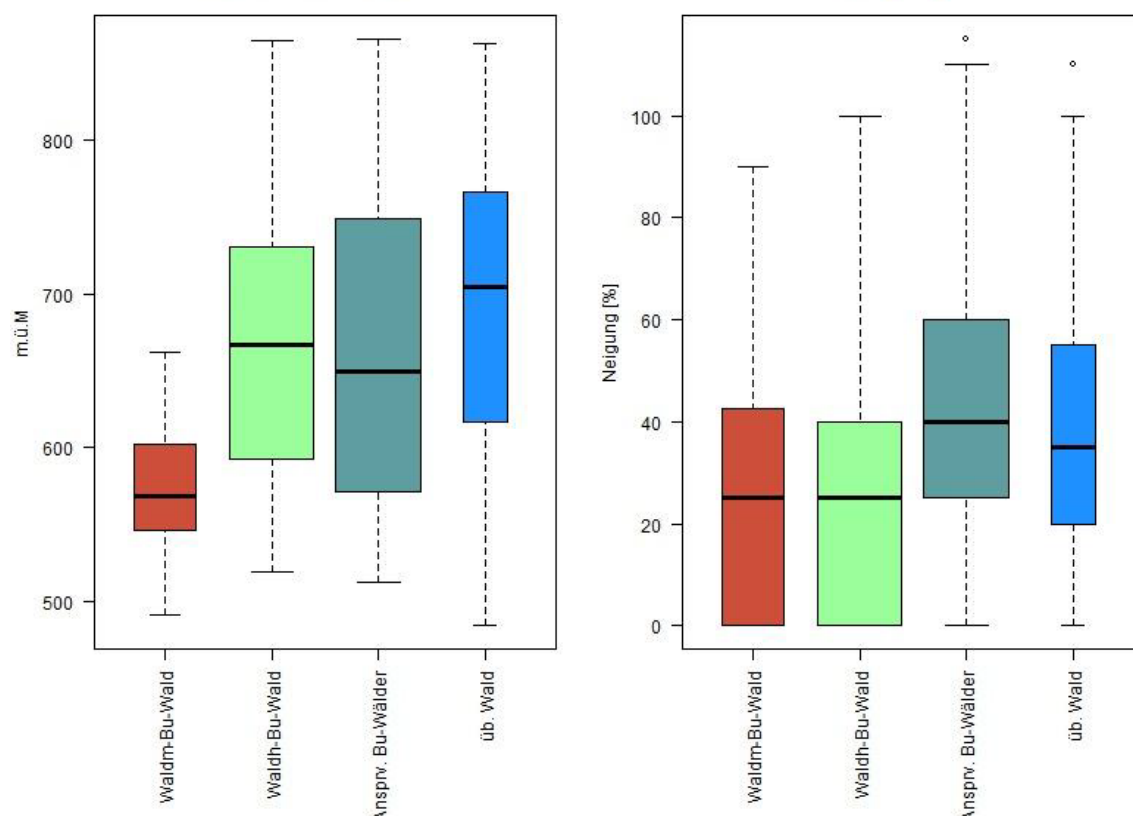 m.ü.M
800
700
600
500
Waldm-Bu-Wald
Waldh-Bu-Wald
Ansprv. Bu-Wälder
üb. Wald
Neigung [%]
100
80
60
40
20
0
Waldm-Bu-Wald
Waldh-Bu-Wald
Ansprv. Bu-Wälder
üb. Wald